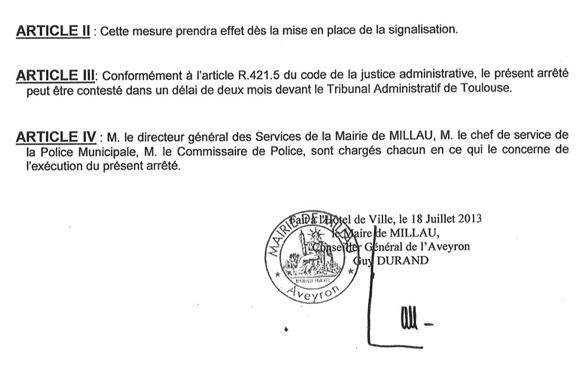 ARTICLE II : Cette mesure prendra effet dès la mise en place de la signalisation.
ARTICLE III: Conformément à l'article R.421.5 du code de la justice administrative, le présent arrêté
peut être contesté dans un délai de deux mois devant le Tribunal Administratif de Toulouse.
ARTICLE IV : M. le directeur général des Services de la Mairie de MILLAU, M. le chef de service de
la Police Municipale, M. le Commissaire de Police, sont chargés chacun en ce qui le concerne de
l'exécution du présent arrêté.
Fait à l'Hôtel de Ville, le 18 Juillet 2013
le Maire de MILLAU,
Conseiller Général de l'Aveyron
Guy DURAND
MAIRIE DE
Aveyron